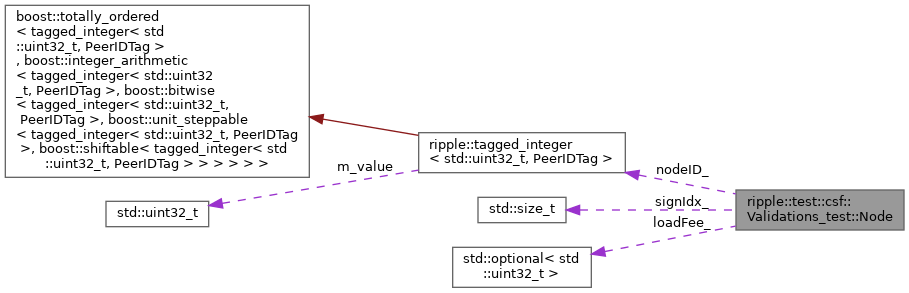 boost::totally_ordered
< tagged_integer< std
::uint32_t, PeerIDTag >
, boost::integer_arithmetic
< tagged_integer< std::uint32
_t, PeerIDTag >, boost::bitwise
< tagged_integer< std::uint32_t,
PeerIDTag >, boost::unit_steppable
< tagged_integer< std::uint32_t, PeerIDTag
>, boost::shiftable< tagged_integer< std
::uint32_t, PeerIDTag > > > > > >
m_value
std::uint32_t
ripple::tagged_integer
< std::uint32_t, PeerIDTag >
std::size_t
std::optional< std
::uint32_t >
nodeID_
signIdx_
loadFee_
ripple::test::csf::
Validations_test::Node